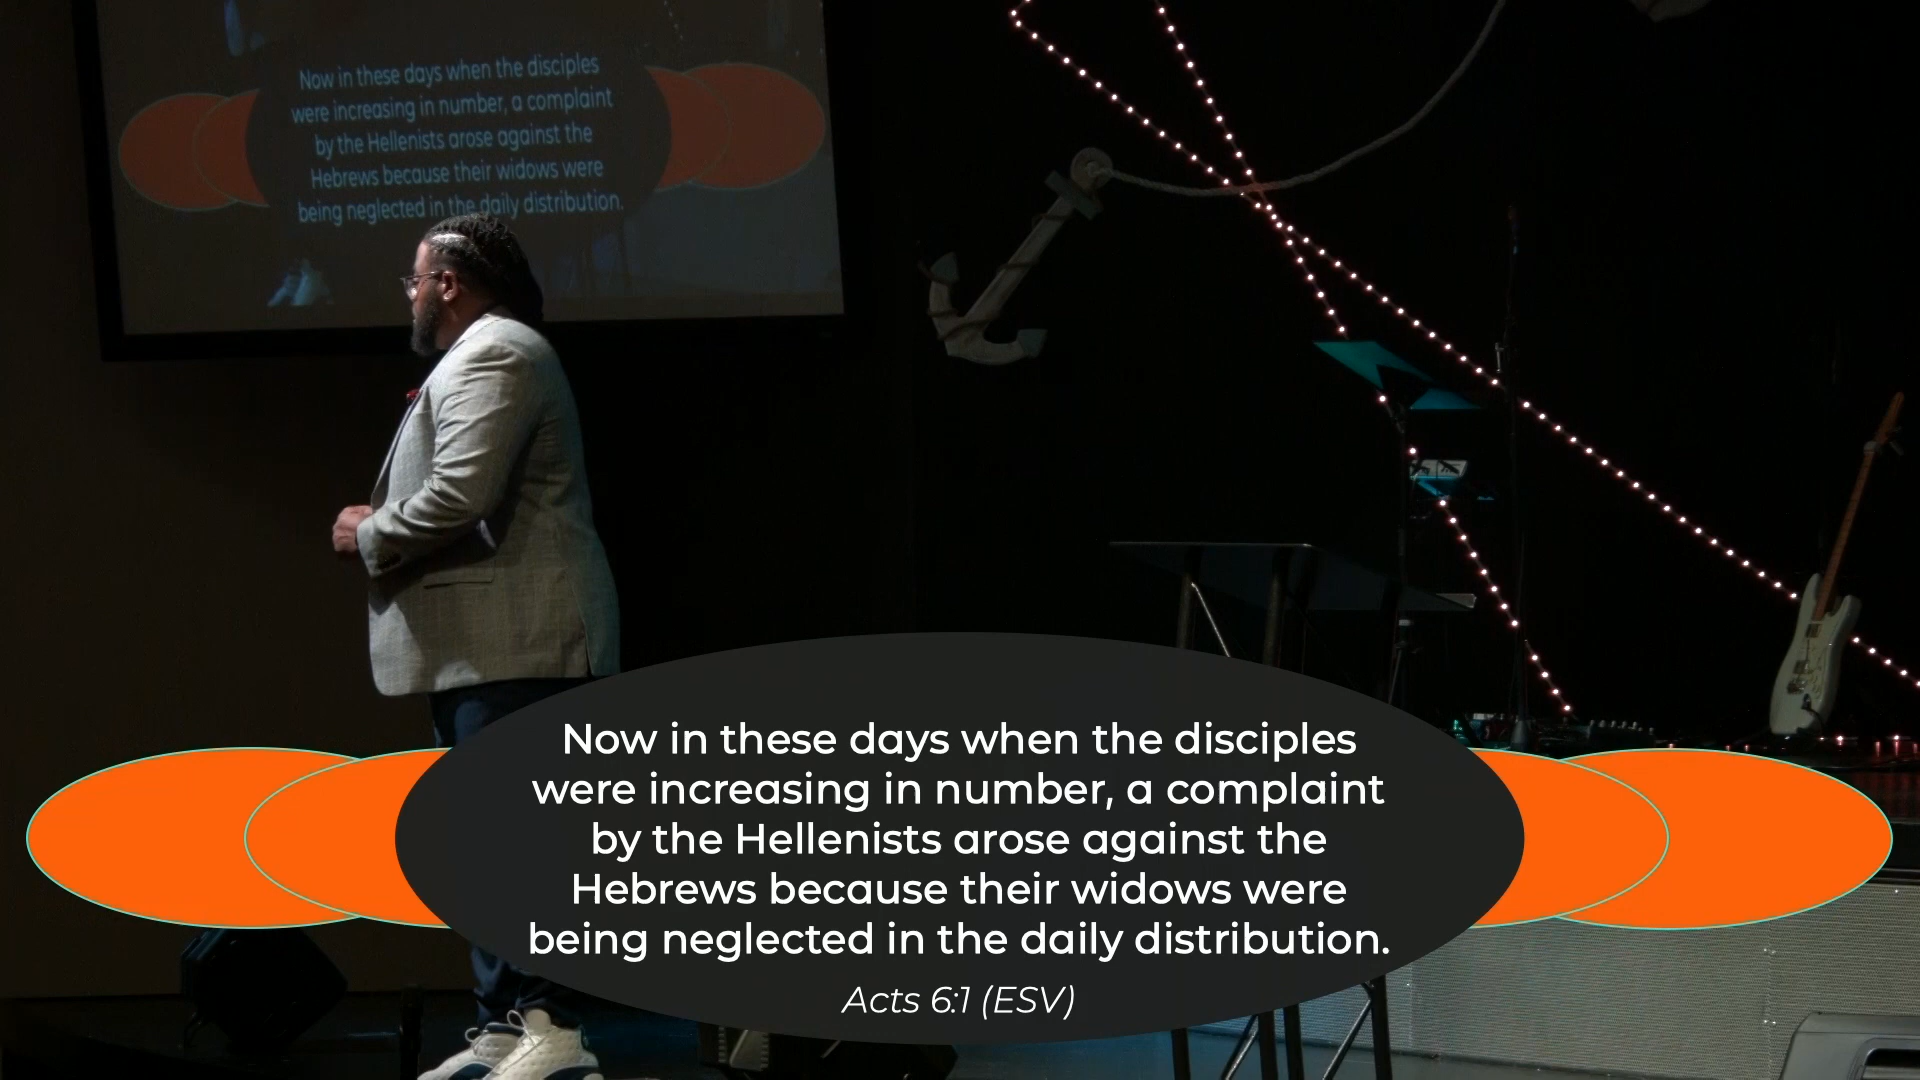 Now in these days when the disciples
were increasing in number, a complaint
by the Hellenists arose against the
Hebrews because their widows were
being neglected in the daily distribution.
Now in these days when the disciples
were increasing in number, a complaint
by the Hellenists arose against the
Hebrews because their widows were
being neglected in the daily distribution.
Acts 6:1 (ESV)